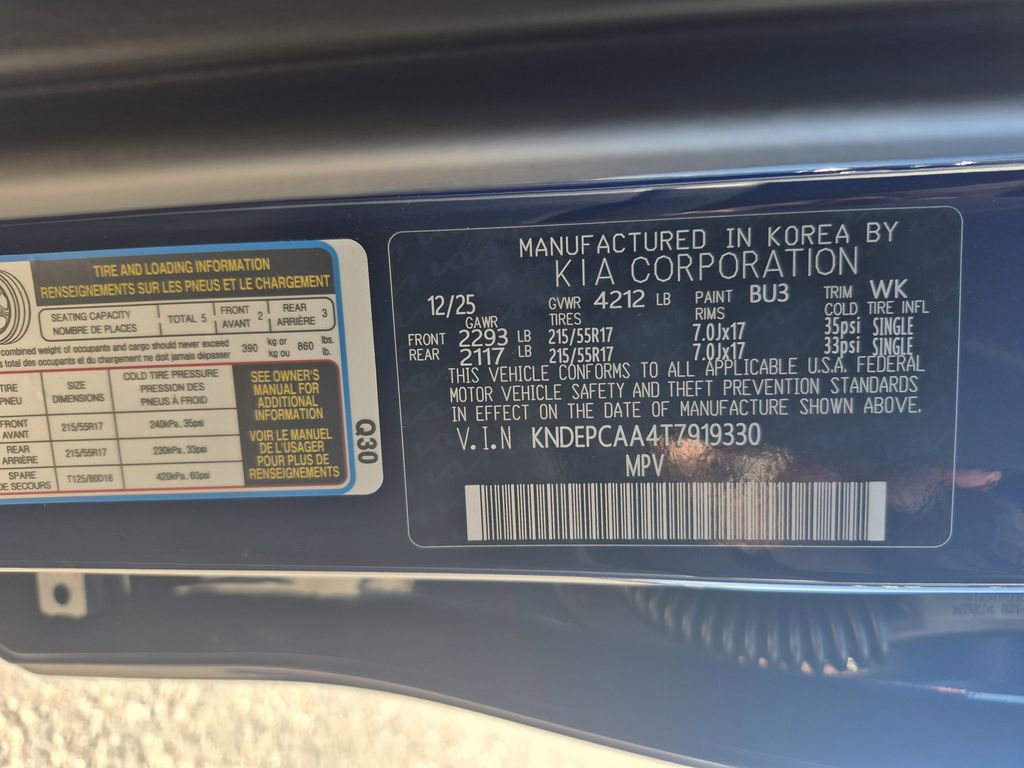 TIRE AND LOADING INFORMATION
RENSEIGNEMENTS SUR LES PNEUS ET LE CHARGEMENT
SEATING CAPACITY
NOMBRE DE PLACES
TOTAL 5
FRONT
AVANT
2
REAR
ARRIÈRE
3
combined weight of occupants and cargo should never exceed
s total des occupants et du chargement ne doit jamais dépasser
390
kg or
kg ou
860
lbs.
lb.
TIRE
PNEU
SIZE
DIMENSIONS
COLD TIRE PRESSURE
PRESSION DES
PNEUS À FROID
FRONT
AVANT
215/55R17
240kPa, 35psi
REAR
ARRIÈRE
215/55R17
230kPa, 33psi
SPARE
DE SECOURS
T125/80D16
420kPa, 60psi
SEE OWNER'S
MANUAL FOR
ADDITIONAL
INFORMATION
VOIR LE MANUEL
DE L'USAGER
POUR PLUS DE
RENSEIGNEMENTS
Q30
MANUFACTURED IN KOREA BY
KIA CORPORATION
12/25 GVWR 4212 LB PAINT BU3 TRIM WK
GAWR TIRES RIMS COLD TIRE INFL
FRONT 2293 LB 215/55R17 7.0Jx17 35psi SINGLE
REAR 2117 LB 215/55R17 7.0Jx17 33psi SINGLE
THIS VEHICLE CONFORMS TO ALL APPLICABLE U.S.A. FEDERAL
MOTOR VEHICLE SAFETY AND THEFT PREVENTION STANDARDS
IN EFFECT ON THE DATE OF MANUFACTURE SHOWN ABOVE.
V.I.N KNDEPCAA4T7919330
MPV